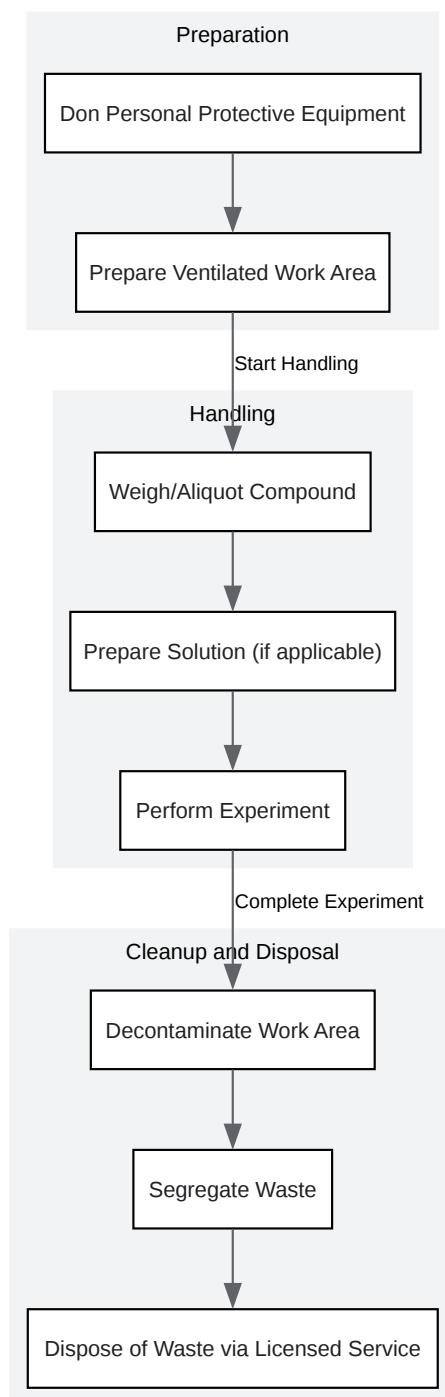 Preparation
Don Personal Protective Equipment
Prepare Ventilated Work Area
Start Handling
Handling
Weigh/Aliquot Compound
Prepare Solution (if applicable)
Perform Experiment
Complete Experiment
Cleanup and Disposal
Decontaminate Work Area
Segregate Waste
Dispose of Waste via Licensed Service